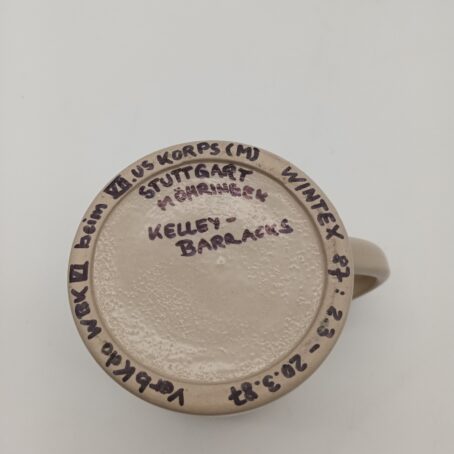 VerbKdo WBK VI beim VII. US KORPS (M)
WINTEX 87: 2.3 - 20.3.87
STUTTGART
MÖHRINGEN
KELLEY-
BARRACKS